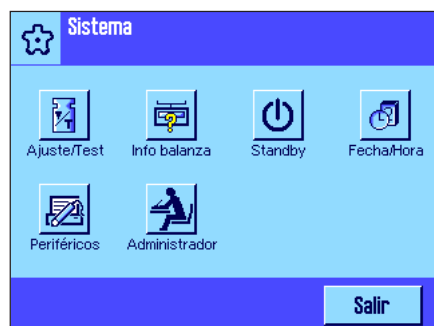 Sistema
Ajuste/Test
Info balanza
Standby
Fecha/Hora
Periféricos
Administrador
Salir